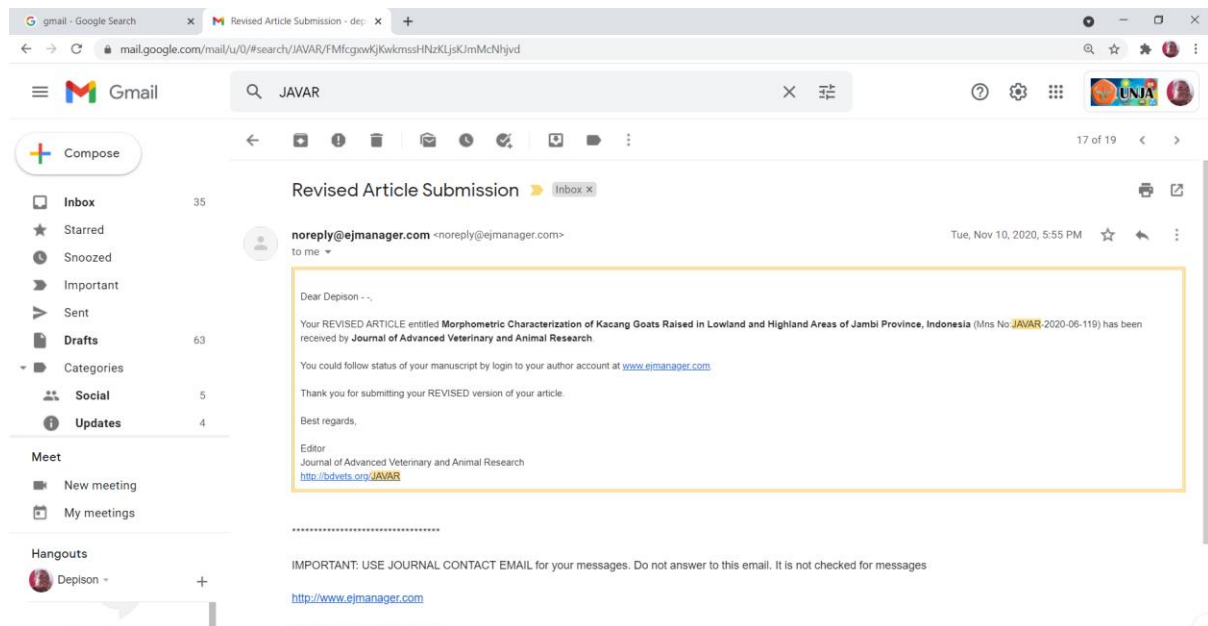 gmail - Google Search
Revised Article Submission - dep
mail.google.com/mail/u/0/#search/JAVAR/FMfcgxwKjKwkmssHNzKLjsKJmMcNhjvd
Gmail
JAVAR
UNJA
Compose
17 of 19
Inbox 35
Starred
Snoozed
Important
Sent
Drafts 63
Categories
Social 5
Updates 4
Meet
New meeting
My meetings
Hangouts
Depison
Revised Article Submission Inbox ×
noreply@ejmanager.com <noreply@ejmanager.com> Tue, Nov 10, 2020, 5:55 PM
to me
Dear Depison - -,
Your REVISED ARTICLE entitled Morphometric Characterization of Kacang Goats Raised in Lowland and Highland Areas of Jambi Province, Indonesia (Mns No:JAVAR-2020-06-119) has been
received by Journal of Advanced Veterinary and Animal Research.
You could follow status of your manuscript by login to your author account at www.ejmanager.com.
Thank you for submitting your REVISED version of your article.
Best regards,
Editor
Journal of Advanced Veterinary and Animal Research
http://bdvets.org/JAVAR
**********************************
IMPORTANT: USE JOURNAL CONTACT EMAIL for your messages. Do not answer to this email. It is not checked for messages
http://www.ejmanager.com